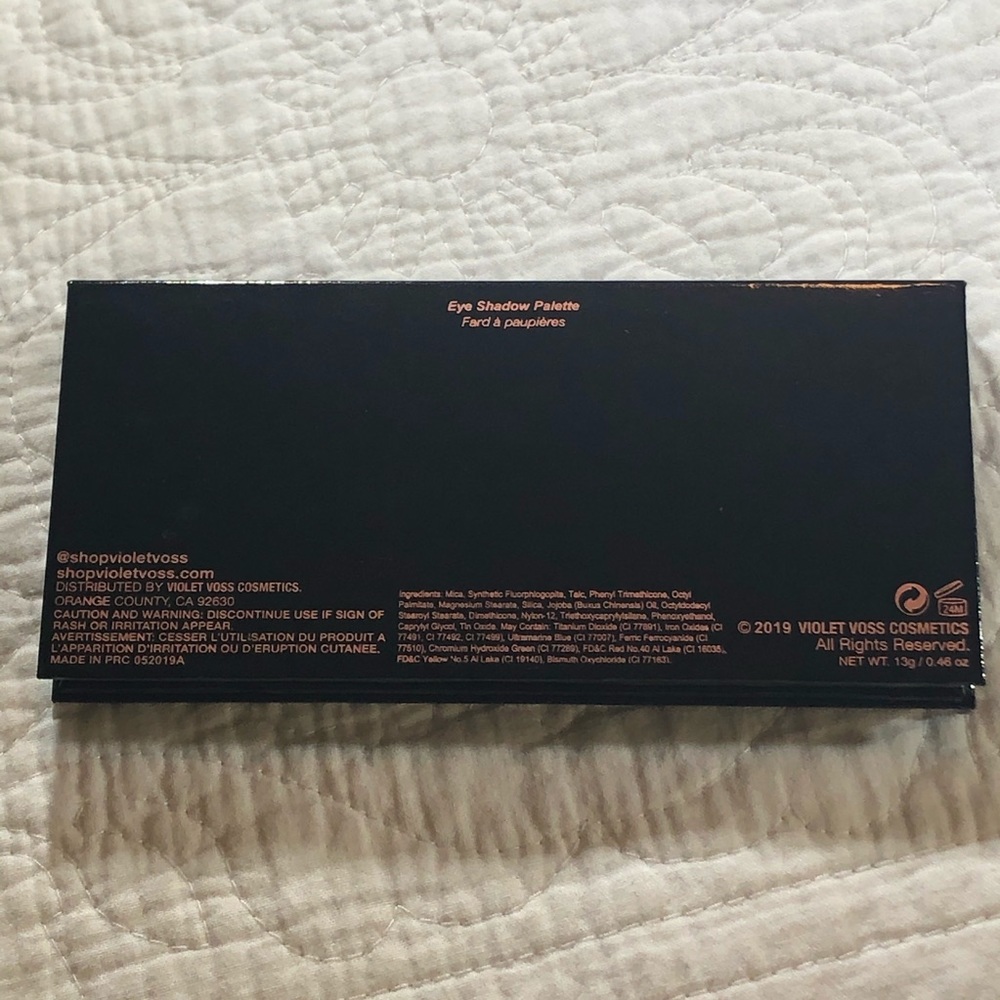 Eye Shadow Palette
Fard à paupières
@shopvioletvoss
shopvioletvoss.com
DISTRIBUTED BY VIOLET VOSS COSMETICS.
ORANGE COUNTY, CA 92630
CAUTION AND WARNING: DISCONTINUE USE IF SIGN OF
RASH OR IRRITATION APPEAR.
AVERTISSEMENT: CESSER L'UTILISATION DU PRODUIT A
L'APPARITION D'IRRITATION OU D'ERUPTION CUTANEE.
MADE IN PRC 052019A
Ingredients: Mica, Synthetic Fluorphlogopite, Talc, Phenyl Trimethicone, Octyl
Palmitate, Magnesium Stearate, Silica, Jojoba (Buxus Chinensis) Oil, Octyldodecyl
Stearoyl Stearate, Dimethicone, Nylon-12, Triethoxycaprylylsilane, Phenoxyethanol,
Caprylyl Glycol, Tin Oxide. May Contain: Titanium Dioxide (CI 77891), Iron Oxides (CI
77491, CI 77492, CI 77499), Ultramarine Blue (CI 77007), Ferric Ferrocyanide (CI
77510), Chromium Hydroxide Green (CI 77289), FD&C Red No.40 Al Lake (CI 16035),
FD&C Yellow No.5 Al Lake (CI 19140), Bismuth Oxychloride (CI 77163).
24M
© 2019 VIOLET VOSS COSMETICS
All Rights Reserved.
NET WT. 13g / 0.46 oz